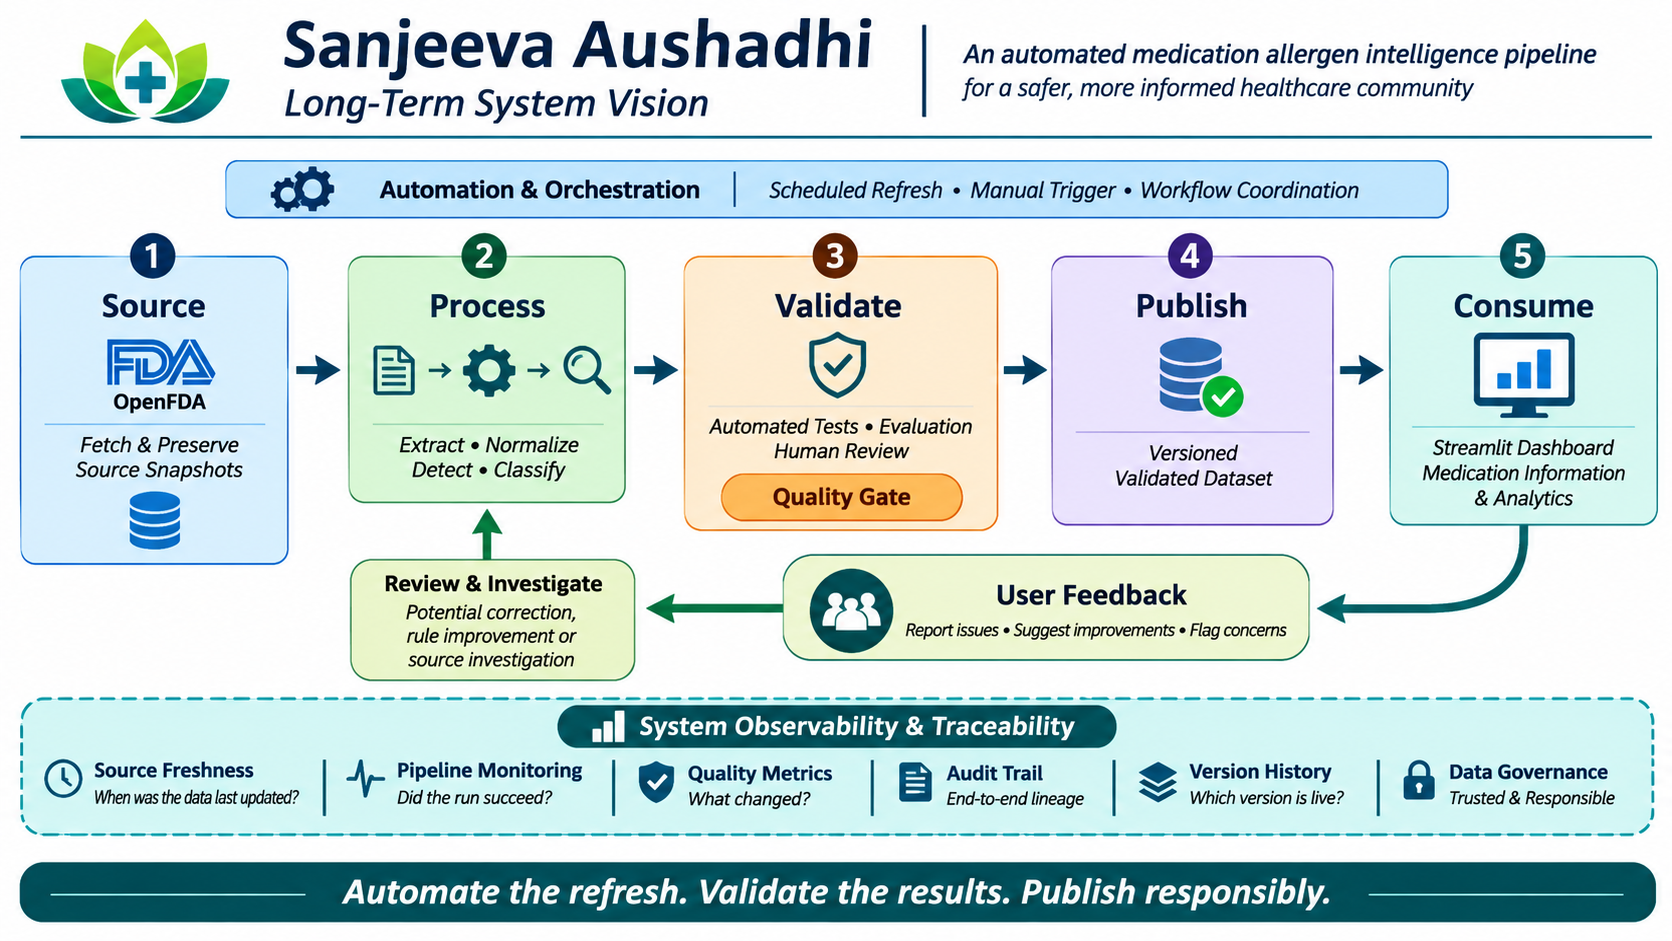 Sanjeeva Aushadhi
Long-Term System Vision
An automated medication allergen intelligence pipeline
for a safer, more informed healthcare community
Automation & Orchestration
Scheduled Refresh • Manual Trigger • Workflow Coordination
1
Source
FDA
OpenFDA
Fetch & Preserve
Source Snapshots
2
Process
Extract • Normalize
Detect • Classify
3
Validate
Automated Tests • Evaluation
Human Review
Quality Gate
4
Publish
Versioned
Validated Dataset
5
Consume
Streamlit Dashboard
Medication Information
& Analytics
Review & Investigate
Potential correction,
rule improvement or
source investigation
User Feedback
Report issues • Suggest improvements • Flag concerns
System Observability & Traceability
Source Freshness
When was the data last updated?
Pipeline Monitoring
Did the run succeed?
Quality Metrics
What changed?
Audit Trail
End-to-end lineage
Version History
Which version is live?
Data Governance
Trusted & Responsible
Automate the refresh. Validate the results. Publish responsibly.